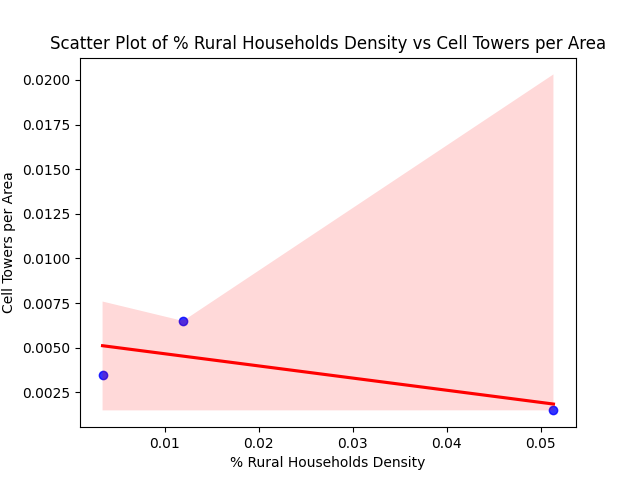 Scatter Plot of % Rural Households Density vs Cell Towers per Area
0.0200
0.0175
0.0150
0.0125
0.0100
0.0075
0.0050
0.0025
Cell Towers per Area
0.01 0.02 0.03 0.04 0.05
% Rural Households Density